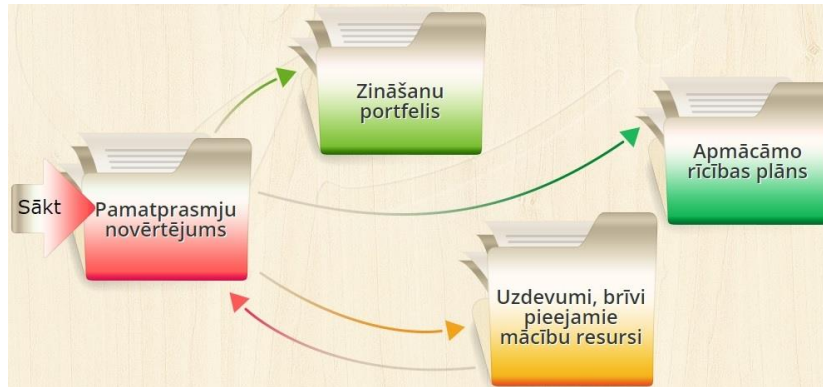 Zināšanu
portfelis
Apmācāmo
rīcības plāns
Sākt
Pamatprasmju
novērtējums
Uzdevumi, brīvi
pieejamie
mācību resursi